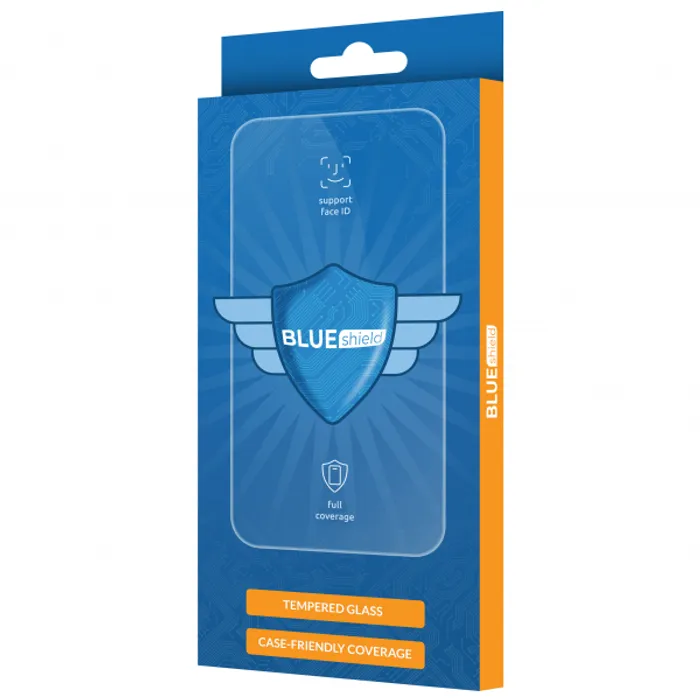 support
face ID
BLUE shield
full
coverage
TEMPERED GLASS
CASE-FRIENDLY COVERAGE
BLUE shield